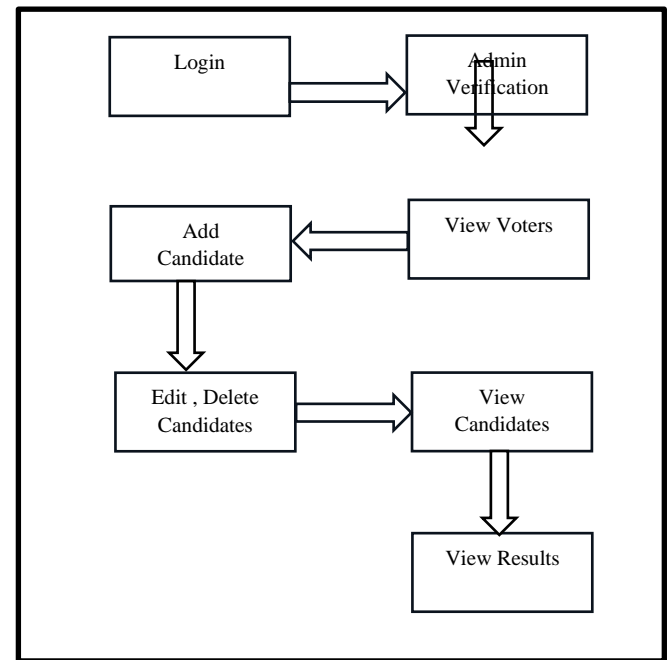 Login
Admin
Verification
Add
Candidate
View Voters
Edit , Delete
Candidates
View
Candidates
View Results